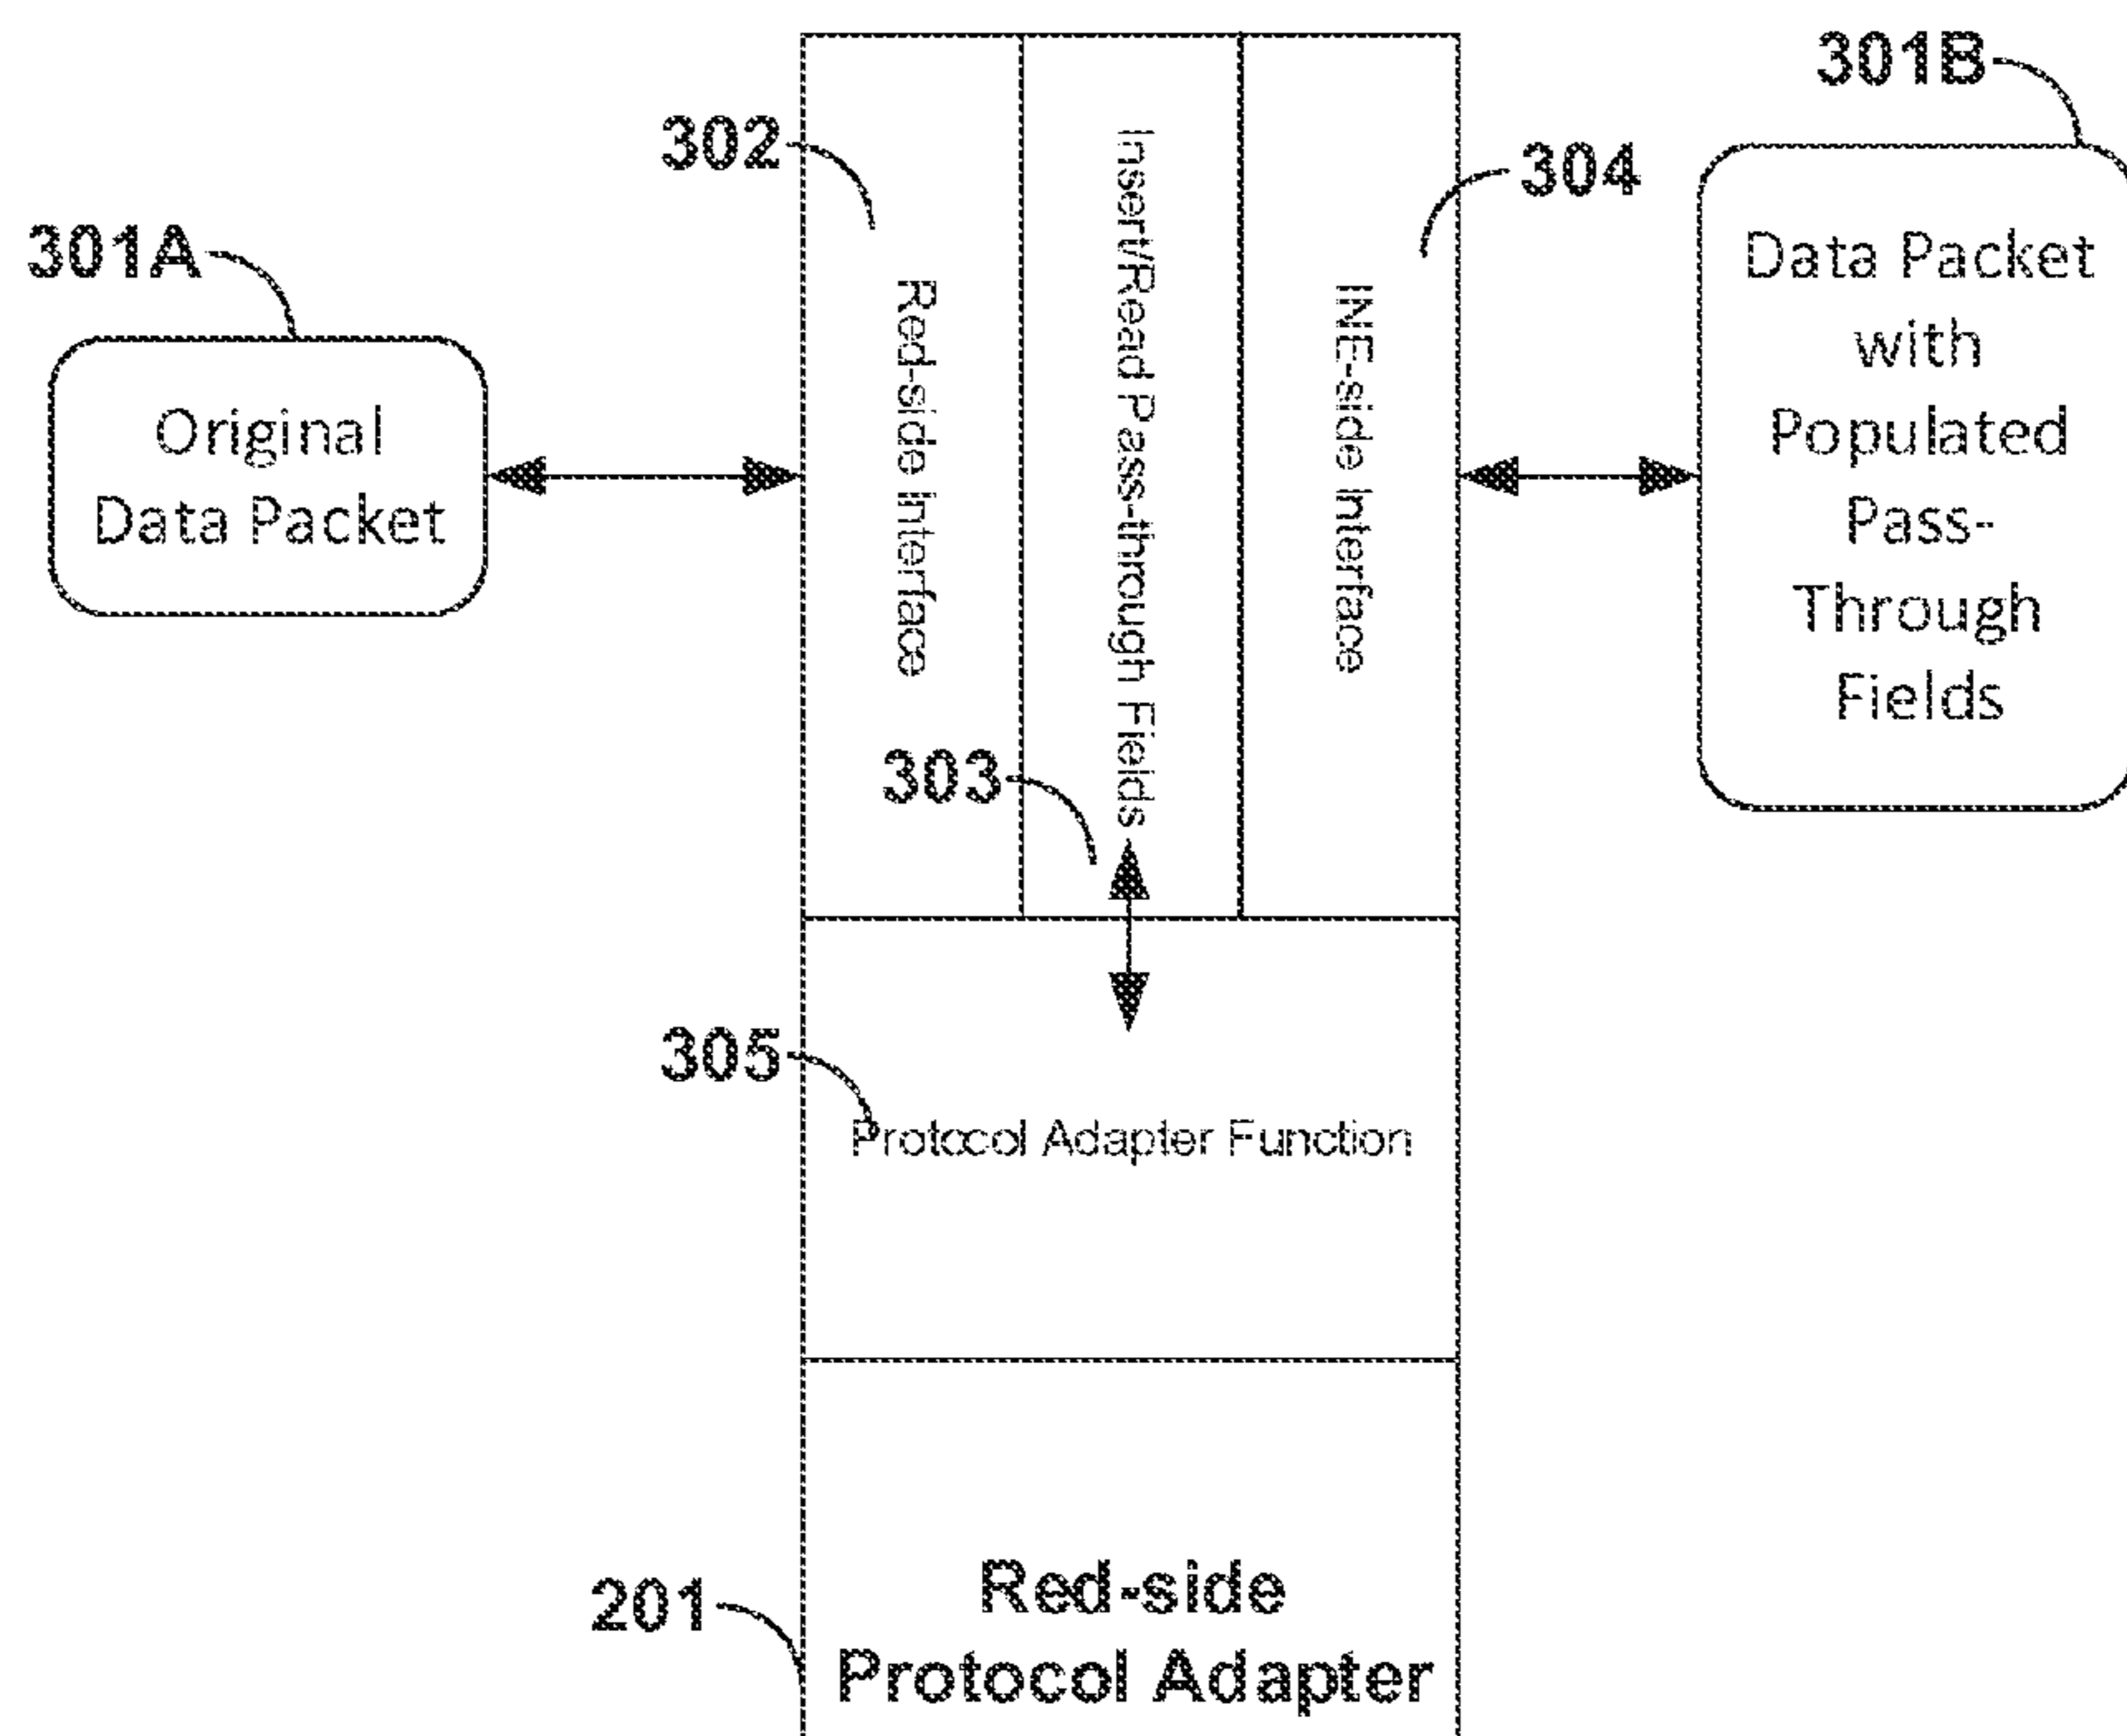 301B
302
304
301A
Data Packet
with
Populated
Pass-
Through
Fields
Original
Data Packet
Red-side Interface
Insert/Read Pass-through Fields
INE-side Interface
303
305
Protocol Adapter Function
201
Red-side
Protocol Adapter